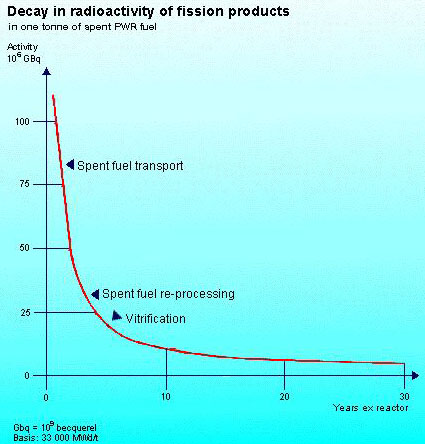 Decay in radioactivity of fission products
in one tonne of spent PWR fuel
Activity
10⁶ GBq
100
Spent fuel transport
75
50
Spent fuel re-processing
25
Vitrification
0
0 10 20 30
Years ex reactor
Gbq = 10⁹ becquerel
Basis: 33 000 MWd/t